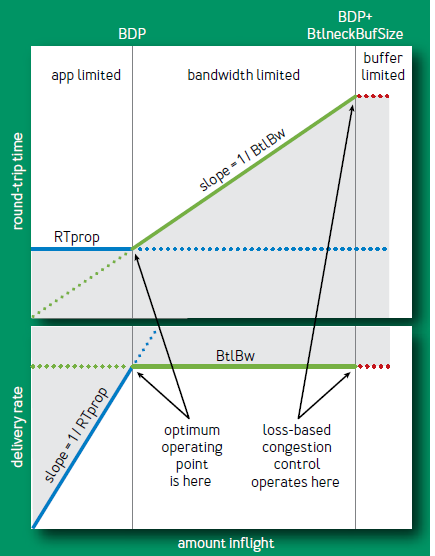 BDP
BDP+
BtlneckBufSize
app limited
bandwidth limited
buffer
limited
round-trip time
slope = 1 / BtlBw
RTprop
BtlBw
delivery rate
slope = 1 / RTprop
optimum
operating
point
is here
loss-based
congestion
control
operates here
amount inflight